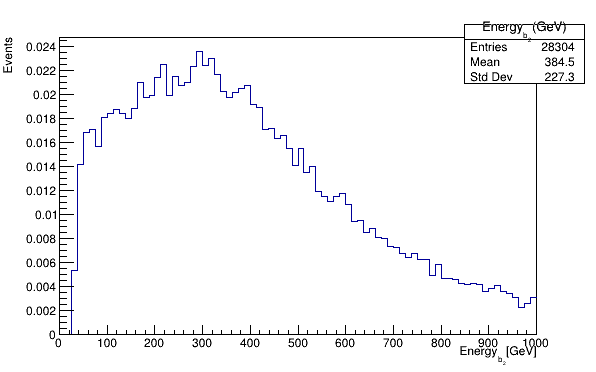 Energy_b_2(GeV)
Entries 28304
Mean 384.5
Std Dev 227.3
Events
0.024
0.022
0.02
0.018
0.016
0.014
0.012
0.01
0.008
0.006
0.004
0.002
0
0 100 200 300 400 500 600 700 800 900 1000
Energy_b_2[GeV]